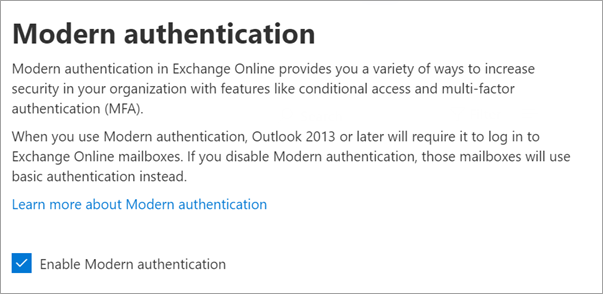 Modern authentication
Modern authentication in Exchange Online provides you a variety of ways to increase
security in your organization with features like conditional access and multi-factor
authentication (MFA).
When you use Modern authentication, Outlook 2013 or later will require it to log in to
Exchange Online mailboxes. If you disable Modern authentication, those mailboxes will use
basic authentication instead.
Learn more about Modern authentication
Enable Modern authentication